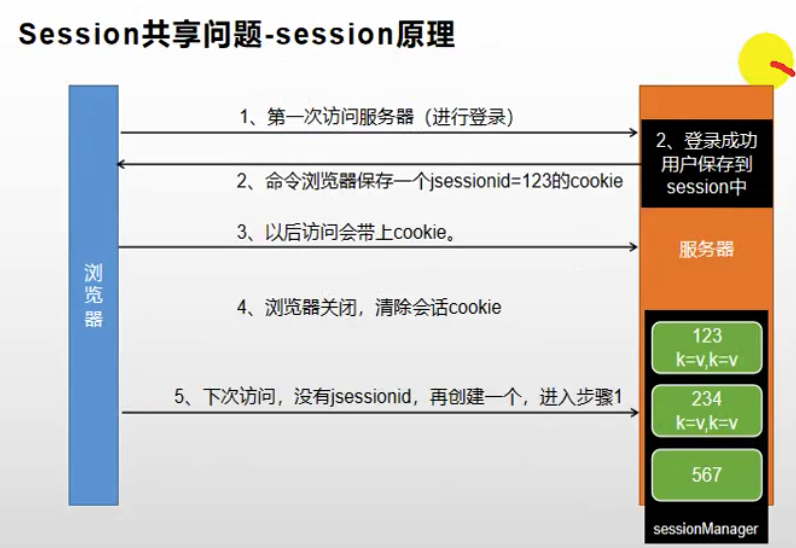 Session共享问题-session原理
1、第一次访问服务器（进行登录）
2、登录成功
用户保存到
session中
2、命令浏览器保存一个jsessionid=123的cookie
3、以后访问会带上cookie。
浏
览
器
服务器
4、浏览器关闭，清除会话cookie
123
k=v,k=v
5、下次访问，没有jsessionid，再创建一个，进入步骤1
234
k=v,k=v
567
sessionManager